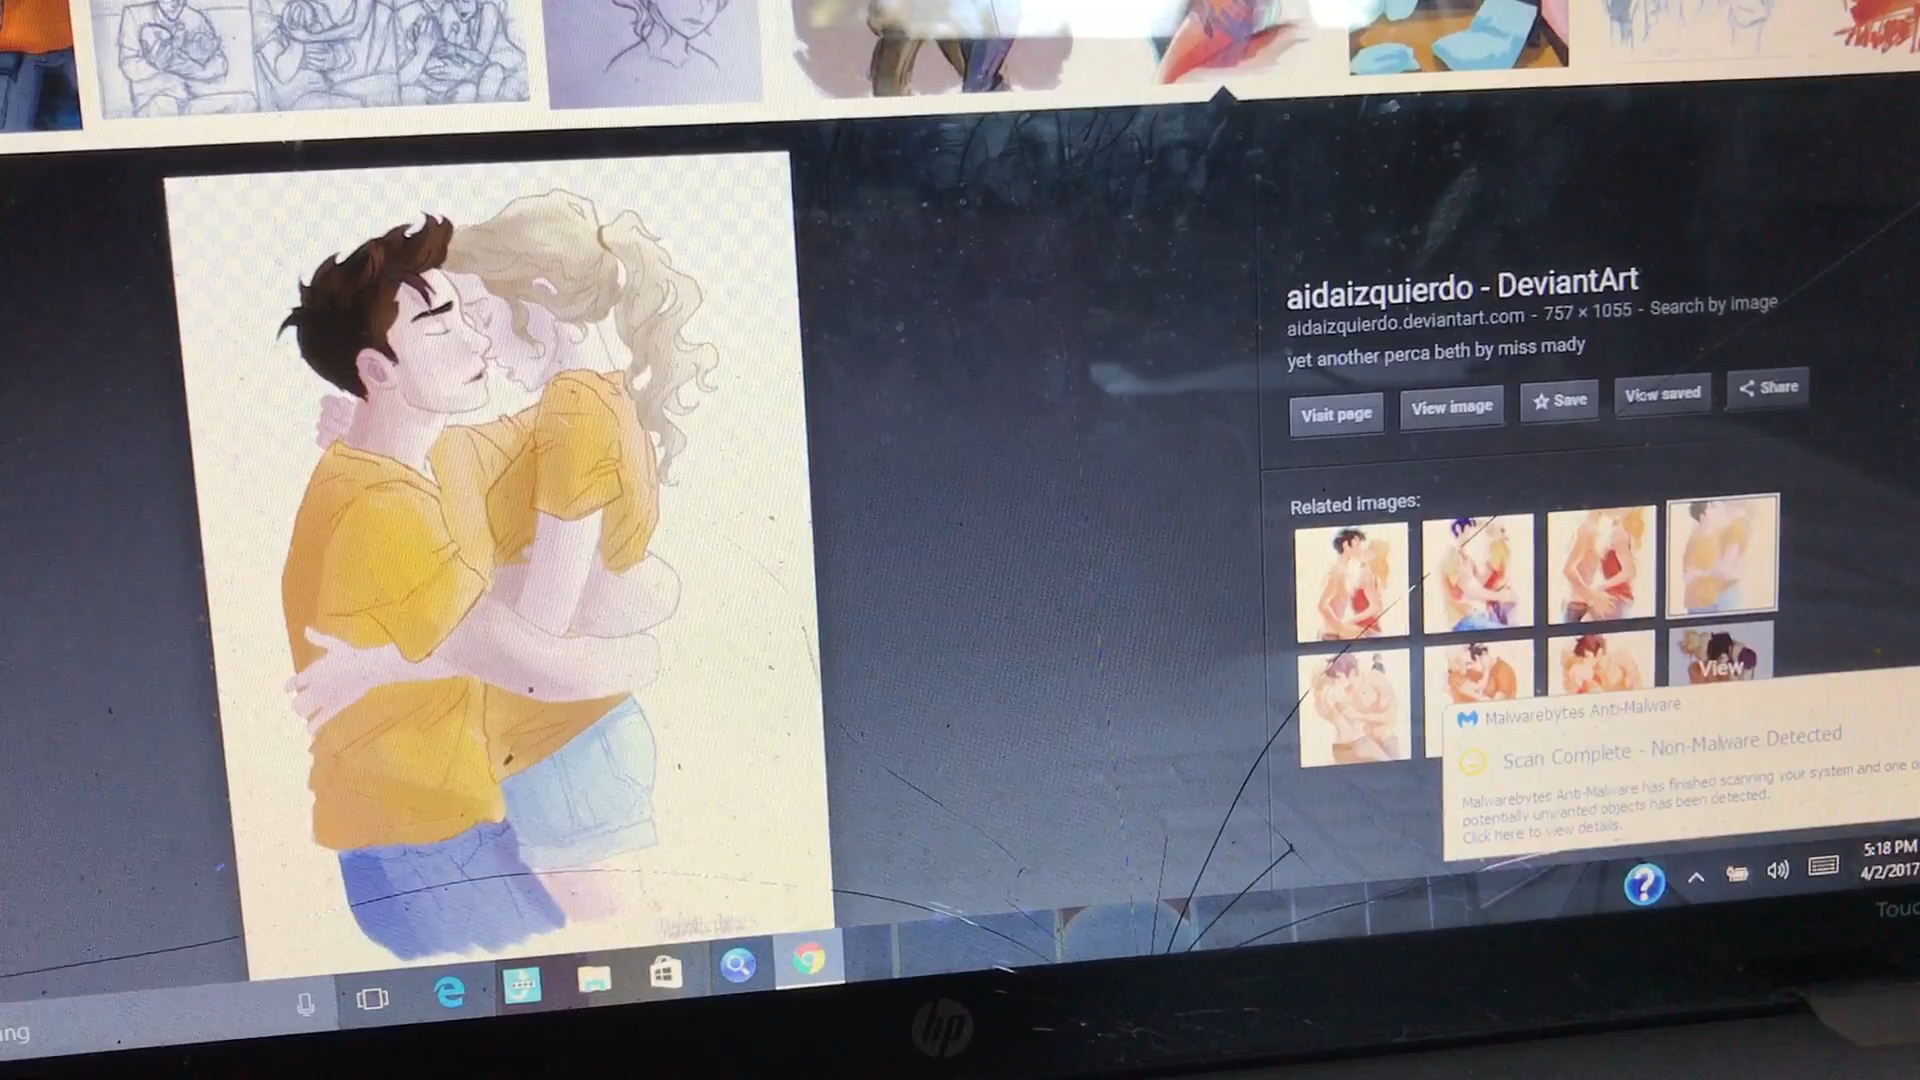 aidaizquierdo - DeviantArt
aidaizquierdo.deviantart.com - 757 × 1055 - Search by image
yet another perca beth by miss mady
Visit page
View image
Save
View saved
Share
Related images:
View
Malwarebytes Anti-Malware
Scan Complete - Non-Malware Detected
Malwarebytes Anti-Malware has finished scanning your system and one o
potentially unwanted objects has been detected.
Click here to view details.
5:18 PM
4/2/2017
Touc
ing
hp